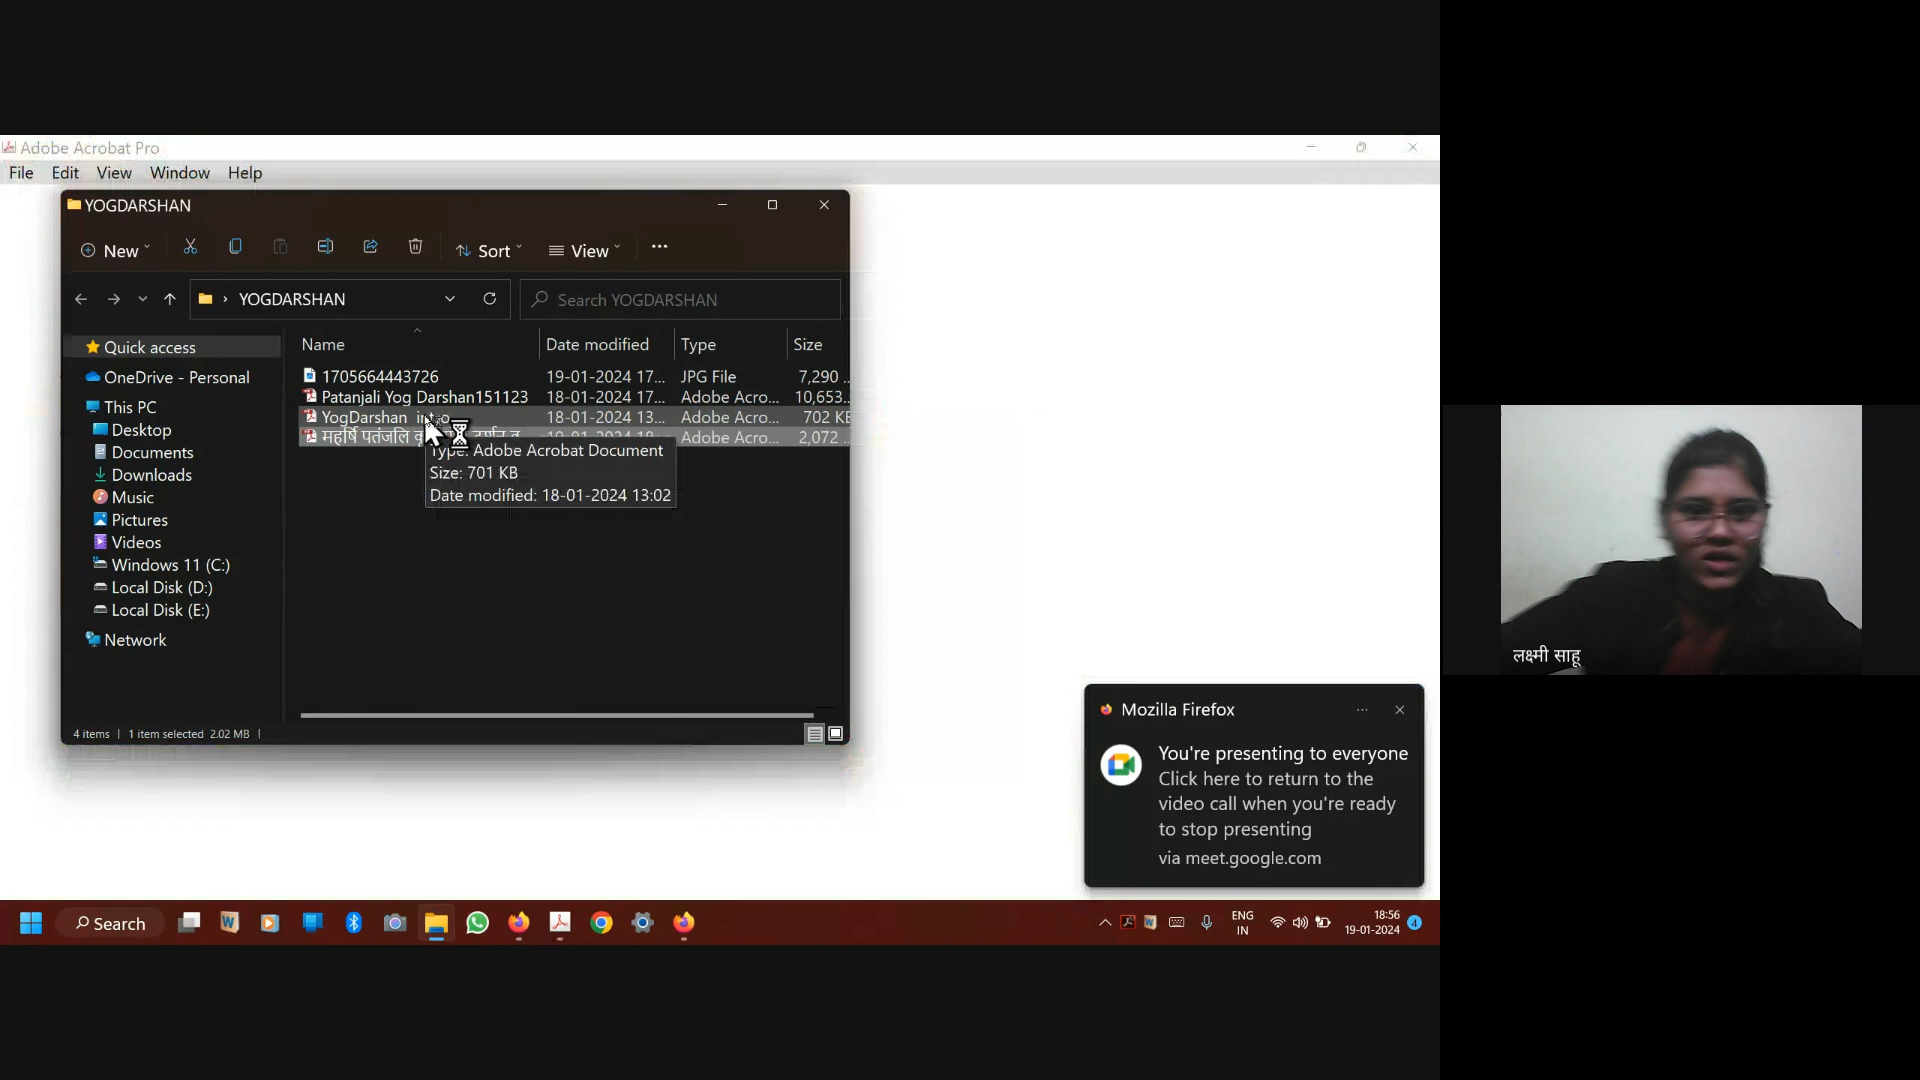 Adobe Acrobat Pro
File Edit View Window Help
YOGDARSHAN
New Sort View
YOGDARSHAN Search YOGDARSHAN
Name Date modified Type Size
1705664443726 19-01-2024 17... JPG File 7,290 ..
Patanjali Yog Darshan151123 18-01-2024 17... Adobe Acro... 10,653..
YogDarshan 18-01-2024 13... Adobe Acro... 702 KB
महर्षि पतंजलि Adobe Acro... 2,072 ..
Type: Adobe Acrobat Document
Size: 701 KB
Date modified: 18-01-2024 13:02
Quick access
OneDrive - Personal
This PC
Desktop
Documents
Downloads
Music
Pictures
Videos
Windows 11 (C:)
Local Disk (D:)
Local Disk (E:)
Network
4 items | 1 item selected 2.02 MB |
लक्ष्मी साहू
Mozilla Firefox
You're presenting to everyone
Click here to return to the
video call when you're ready
to stop presenting
via meet.google.com
Search
ENG
IN
18:56
19-01-2024
4